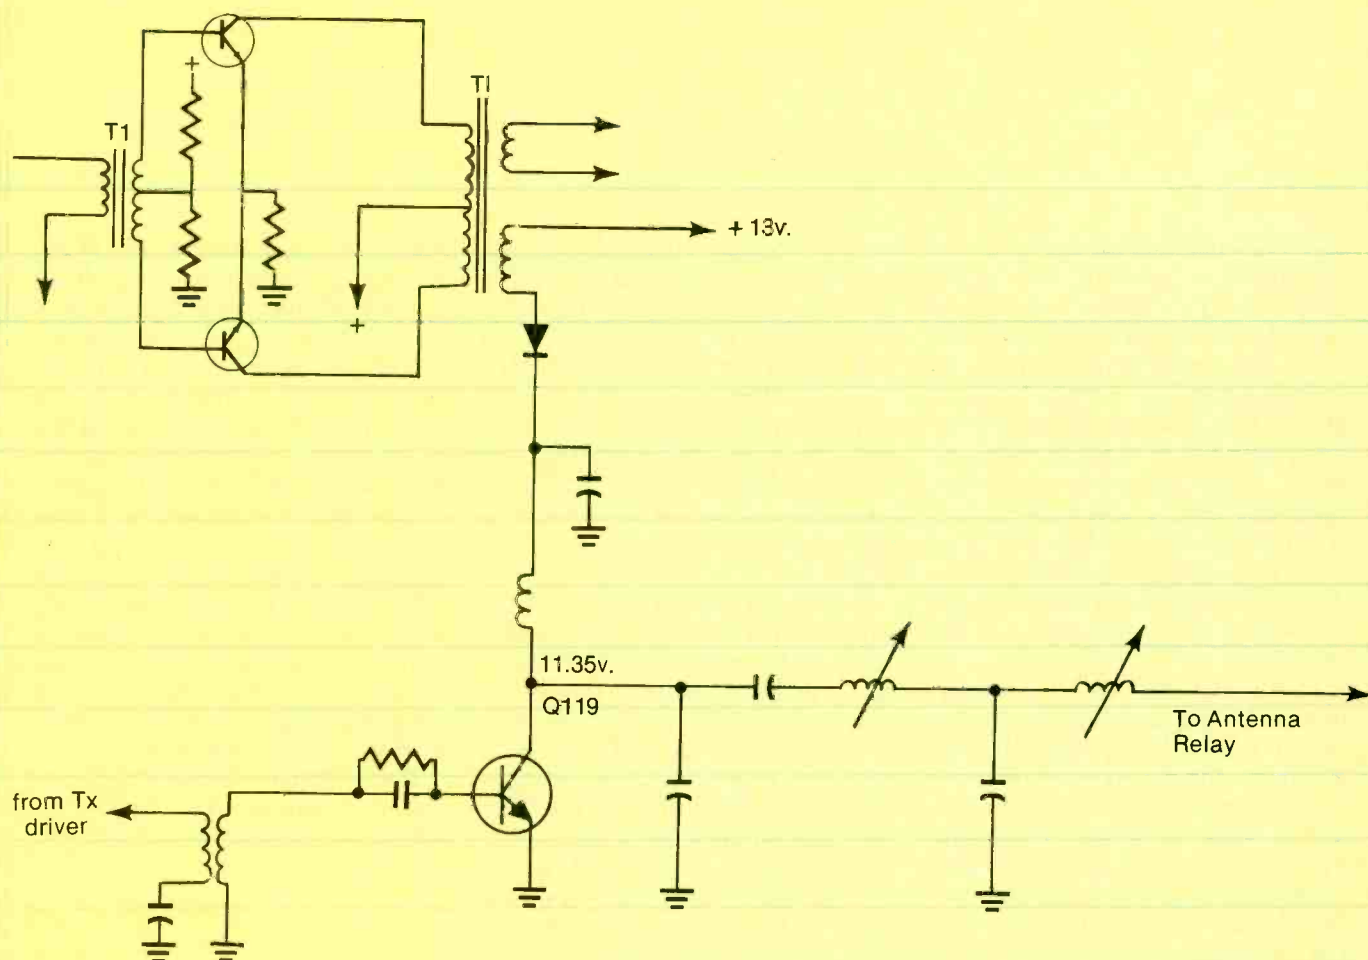 +
T1
T1
+ 13v.
+
11.35v.
Q119
To Antenna
Relay
from Tx
driver